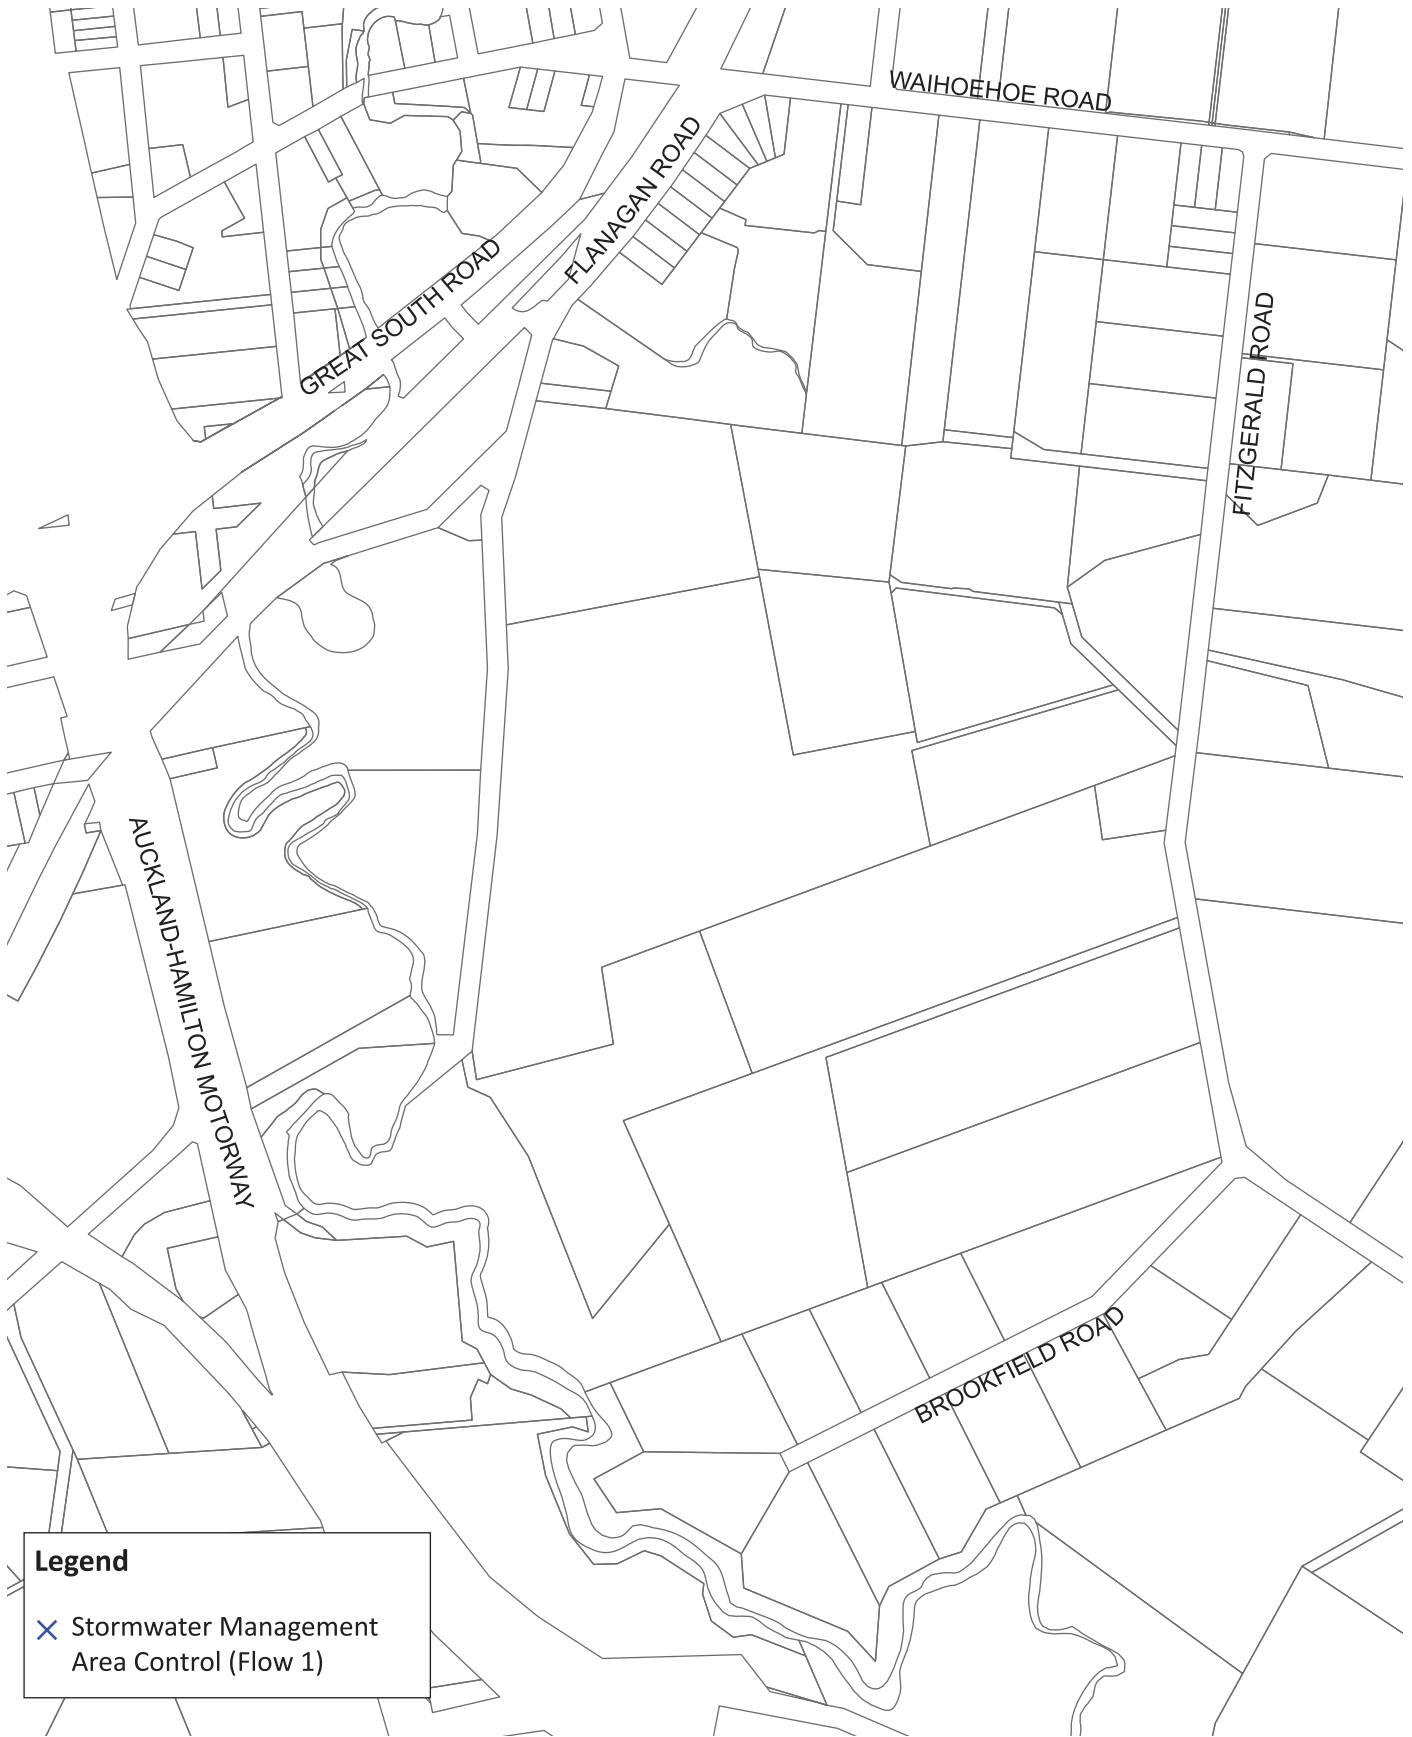 WAIHOEHOE ROAD
FLANAGAN ROAD
GREAT SOUTH ROAD
FITZGERALD ROAD
AUCKLAND-HAMILTON MOTORWAY
BROOKFIELD ROAD
Legend
Stormwater Management
Area Control (Flow 1)